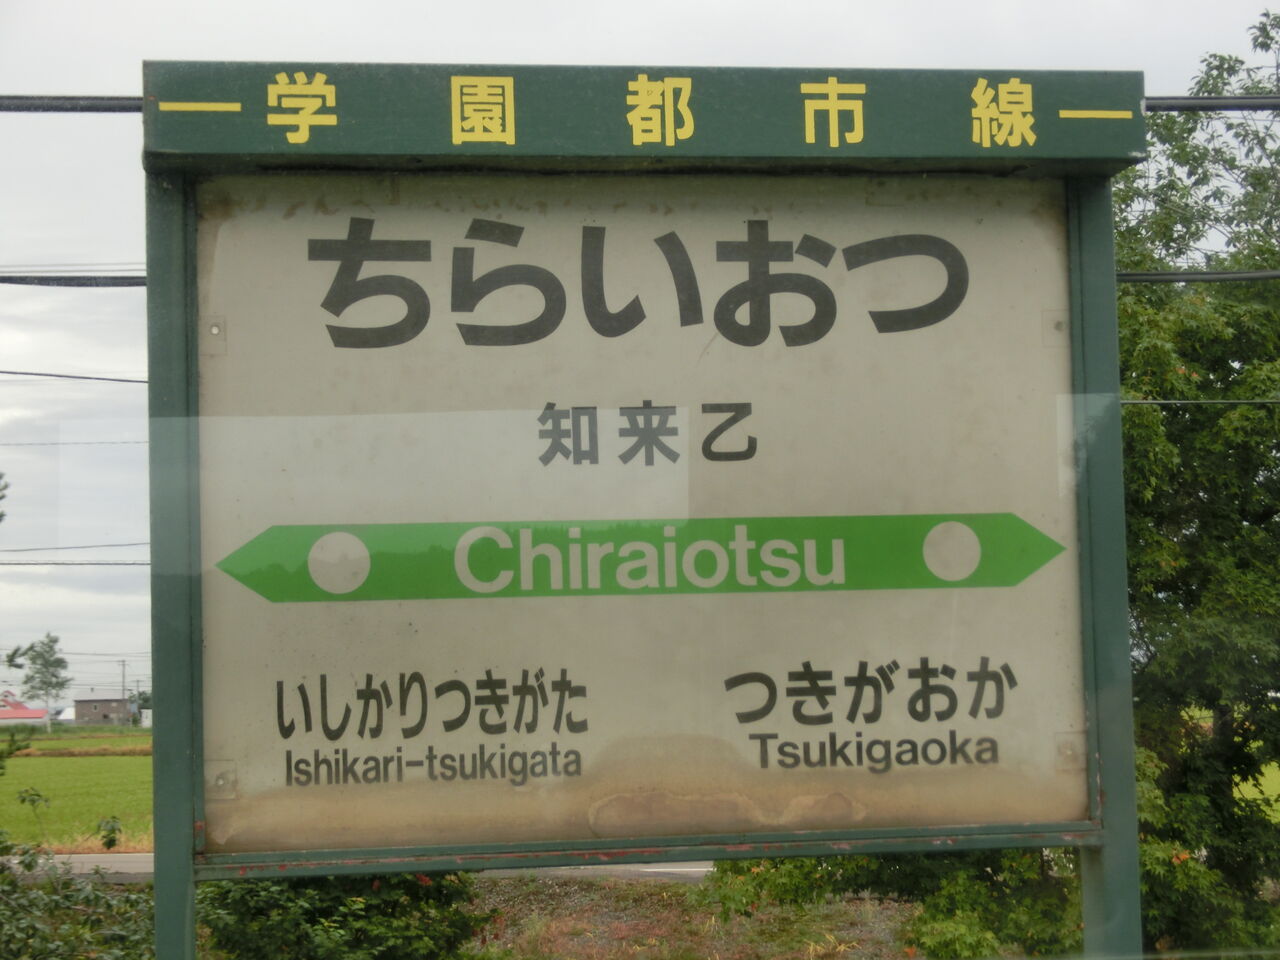 学園都市線
ちらいおつ
知来乙
Chiraiotsu
いしかりつきがた
Ishikari-tsukigata
つきがおか
Tsukigaoka